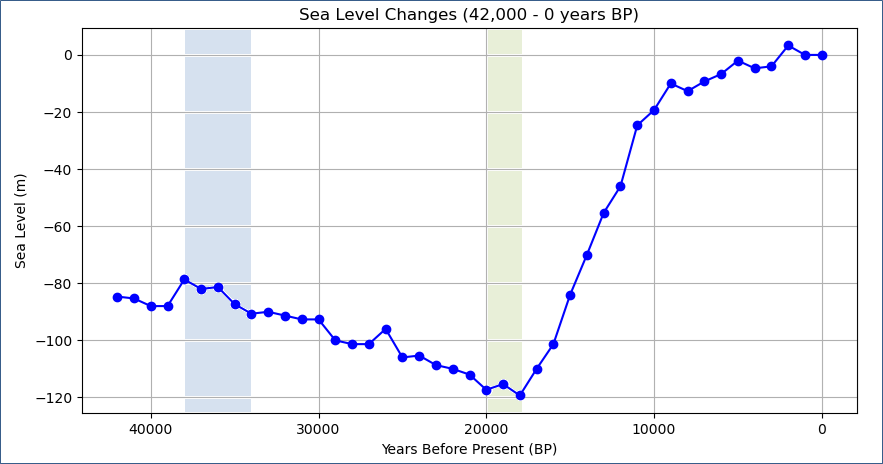 Sea Level Changes (42,000 - 0 years BP)
0
−20
−40
−60
−80
−100
−120
Sea Level (m)
40000 30000 20000 10000 0
Years Before Present (BP)